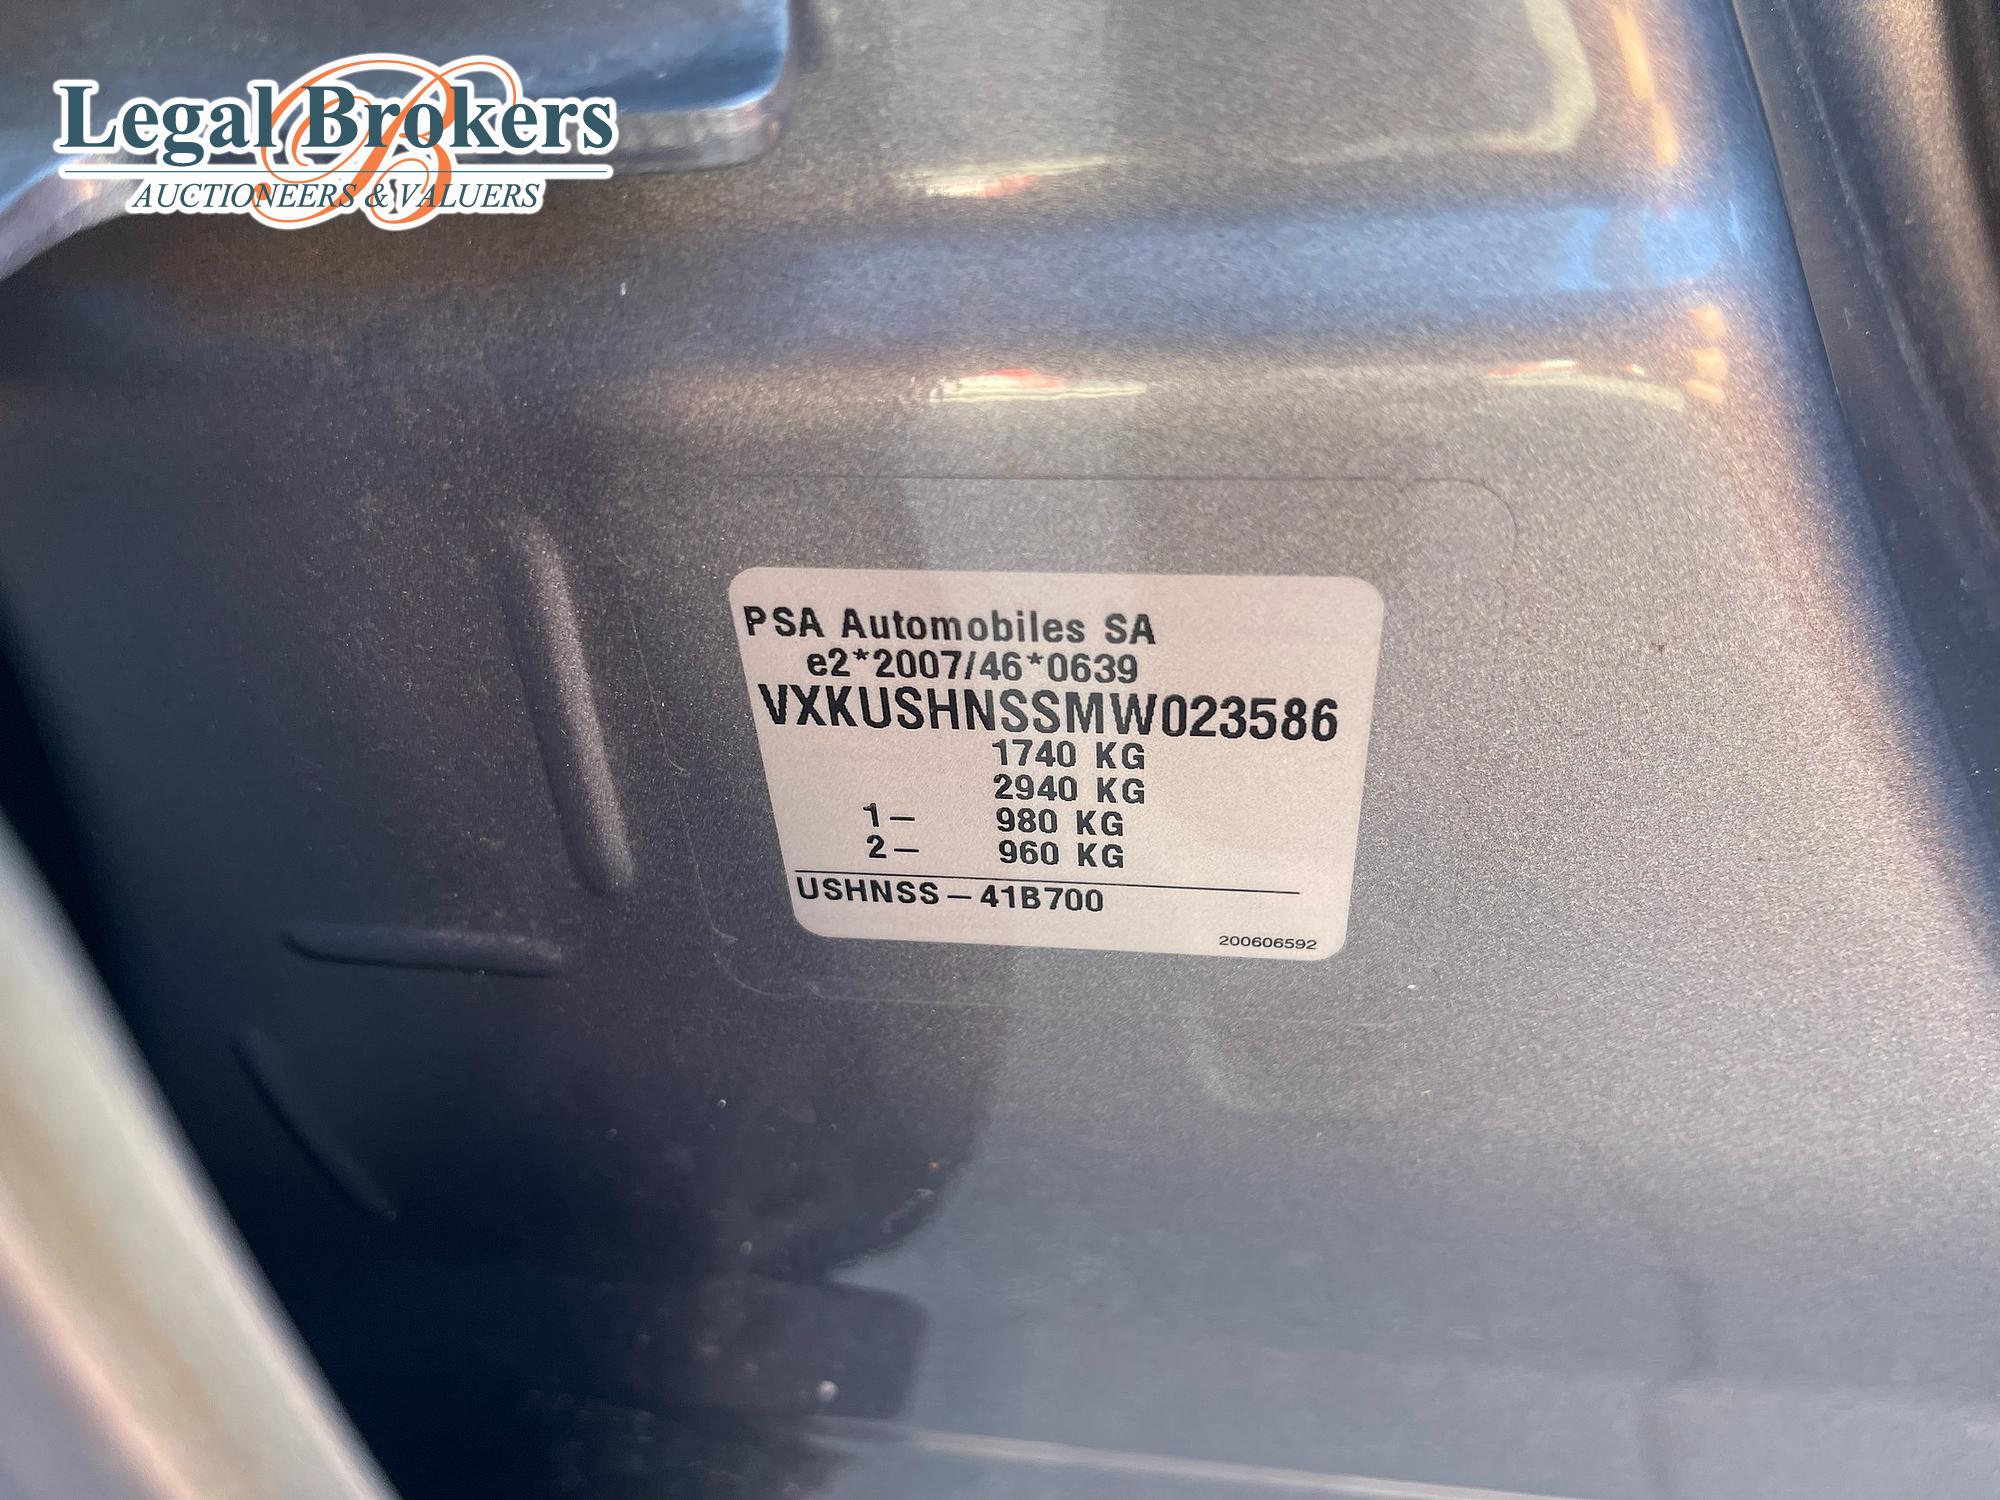 Legal Brokers
AUCTIONEERS & VALUERS
PSA Automobiles SA
e2*2007/46*0639
VXKUSHNSSMW023586
1740 KG
2940 KG
1– 980 KG
2– 960 KG
USHNSS–41B700
200606592